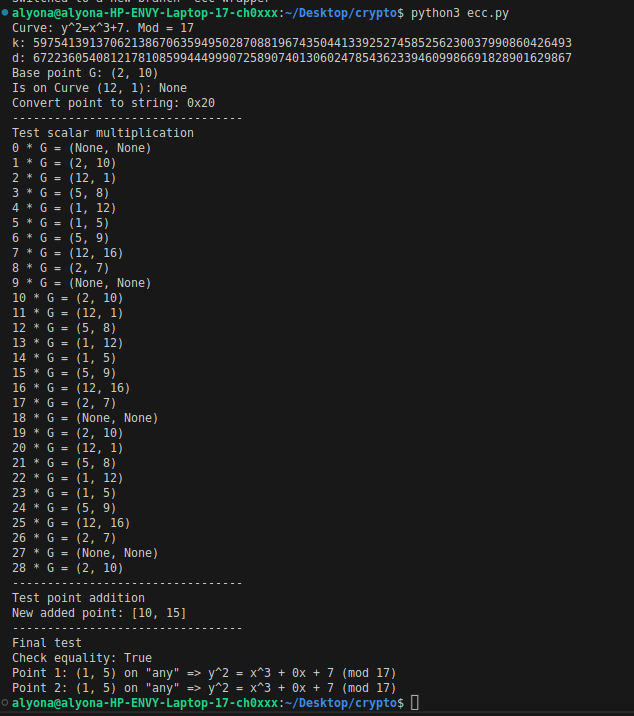 alyona@alyona-HP-ENVY-Laptop-17-ch0xxx:~/Desktop/crypto$ python3 ecc.py
Curve: y^2=x^3+7. Mod = 17
k: 59754139137062138670635949502870881967435044133925274585256230037990860426493
d: 67223605408121781085994449990725890740130602478543623394609986691828901629867
Base point G: (2, 10)
Is on Curve (12, 1): None
Convert point to string: 0x20
----------------------------------
Test scalar multiplication
0 * G = (None, None)
1 * G = (2, 10)
2 * G = (12, 1)
3 * G = (5, 8)
4 * G = (1, 12)
5 * G = (1, 5)
6 * G = (5, 9)
7 * G = (12, 16)
8 * G = (2, 7)
9 * G = (None, None)
10 * G = (2, 10)
11 * G = (12, 1)
12 * G = (5, 8)
13 * G = (1, 12)
14 * G = (1, 5)
15 * G = (5, 9)
16 * G = (12, 16)
17 * G = (2, 7)
18 * G = (None, None)
19 * G = (2, 10)
20 * G = (12, 1)
21 * G = (5, 8)
22 * G = (1, 12)
23 * G = (1, 5)
24 * G = (5, 9)
25 * G = (12, 16)
26 * G = (2, 7)
27 * G = (None, None)
28 * G = (2, 10)
----------------------------------
Test point addition
New added point: [10, 15]
----------------------------------
Final test
Check equality: True
Point 1: (1, 5) on "any" => y^2 = x^3 + 0x + 7 (mod 17)
Point 2: (1, 5) on "any" => y^2 = x^3 + 0x + 7 (mod 17)
alyona@alyona-HP-ENVY-Laptop-17-ch0xxx:~/Desktop/crypto$